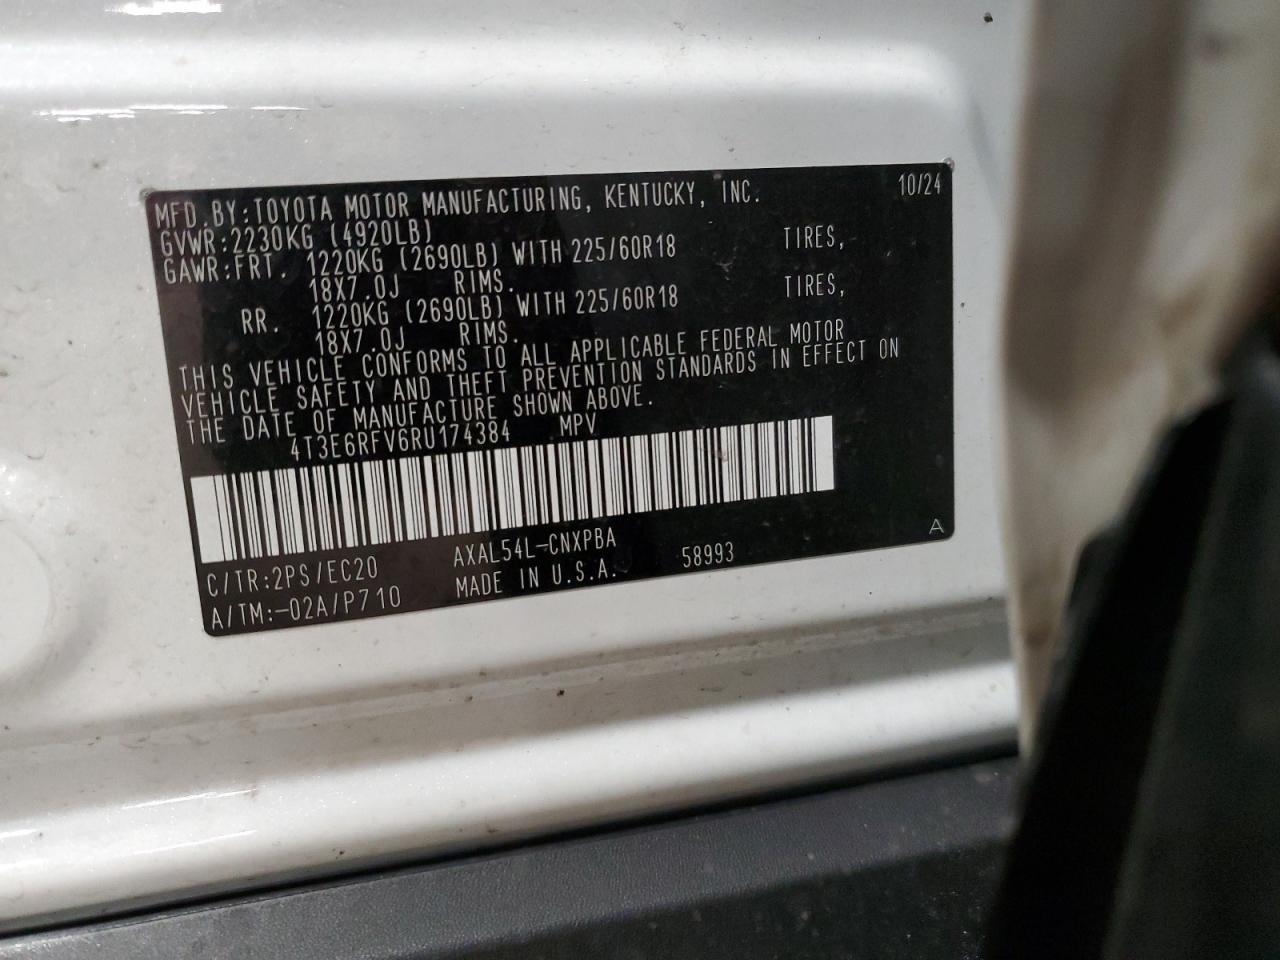 MFD.BY:TOYOTA MOTOR MANUFACTURING, KENTUCKY, INC. 10/24
GVWR:2230KG (4920LB)
GAWR:FRT. 1220KG (2690LB) WITH 225/60R18 TIRES,
18X7.0J RIMS.
RR. 1220KG (2690LB) WITH 225/60R18 TIRES,
18X7.0J RIMS.
THIS VEHICLE CONFORMS TO ALL APPLICABLE FEDERAL MOTOR
VEHICLE SAFETY AND THEFT PREVENTION STANDARDS IN EFFECT ON
THE DATE OF MANUFACTURE SHOWN ABOVE.
4T3E6RFV6RU174384 MPV
C/TR:2PS/EC20 AXAL54L-CNXPBA A
A/TM:-02A/P710 MADE IN U.S.A. 58993